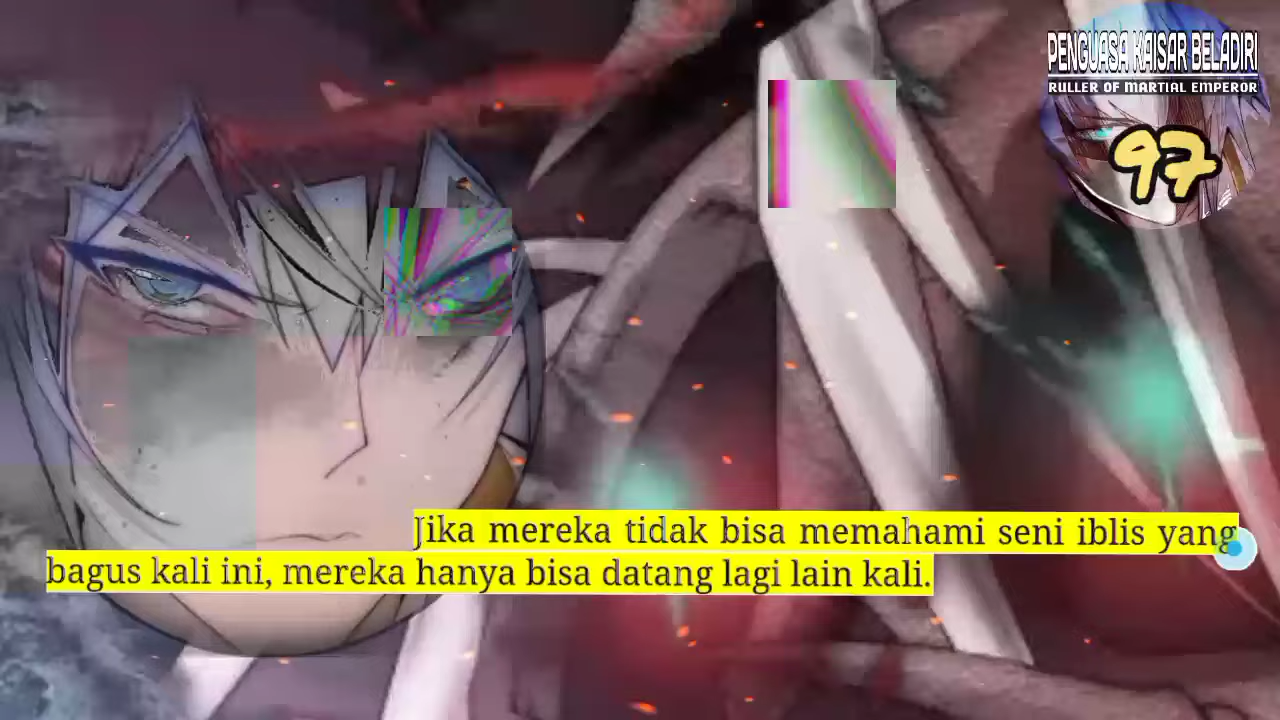 PENGUASA KAISAR BELADIRI
RULLER OF MARTIAL EMPEROR
97
Jika mereka tidak bisa memahami seni iblis yang
bagus kali ini, mereka hanya bisa datang lagi lain kali.